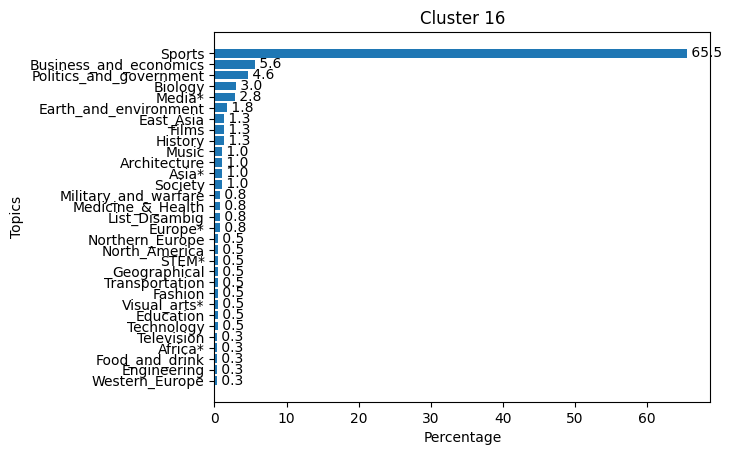 Cluster 16
Topics
Sports 65.5
Business_and_economics 5.6
Politics_and_government 4.6
Biology 3.0
Media* 2.8
Earth_and_environment 1.8
East_Asia 1.3
Films 1.3
History 1.3
Music 1.0
Architecture 1.0
Asia* 1.0
Society 1.0
Military_and_warfare 0.8
Medicine_&_Health 0.8
List_Disambig 0.8
Europe* 0.8
Northern_Europe 0.5
North_America 0.5
STEM* 0.5
Geographical 0.5
Transportation 0.5
Fashion 0.5
Visual_arts* 0.5
Education 0.5
Technology 0.5
Television 0.3
Africa* 0.3
Food_and_drink 0.3
Engineering 0.3
Western_Europe 0.3
0 10 20 30 40 50 60
Percentage